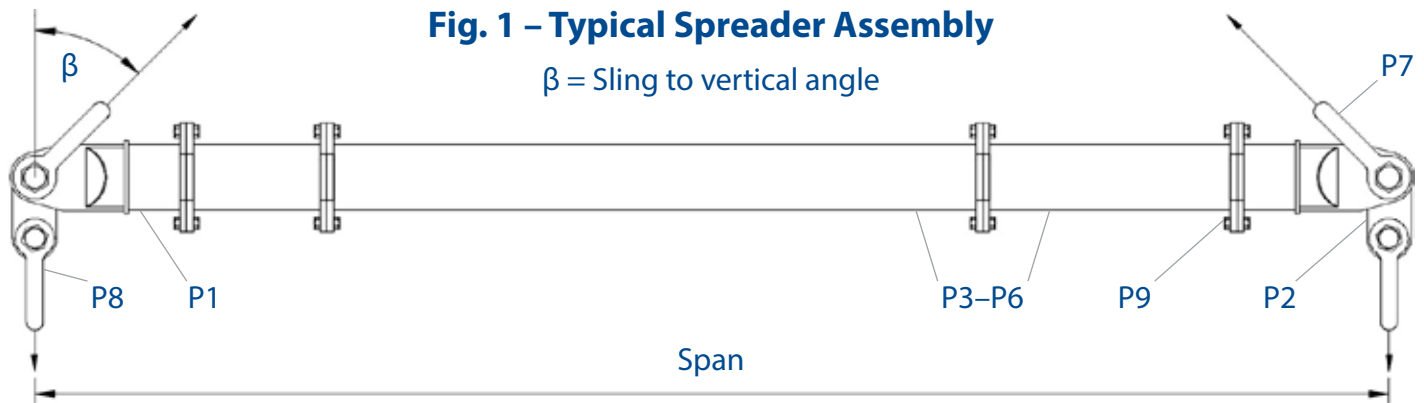 Fig. 1 – Typical Spreader Assembly
β = Sling to vertical angle
β
P7
P8
P1
P3–P6
P9
P2
Span